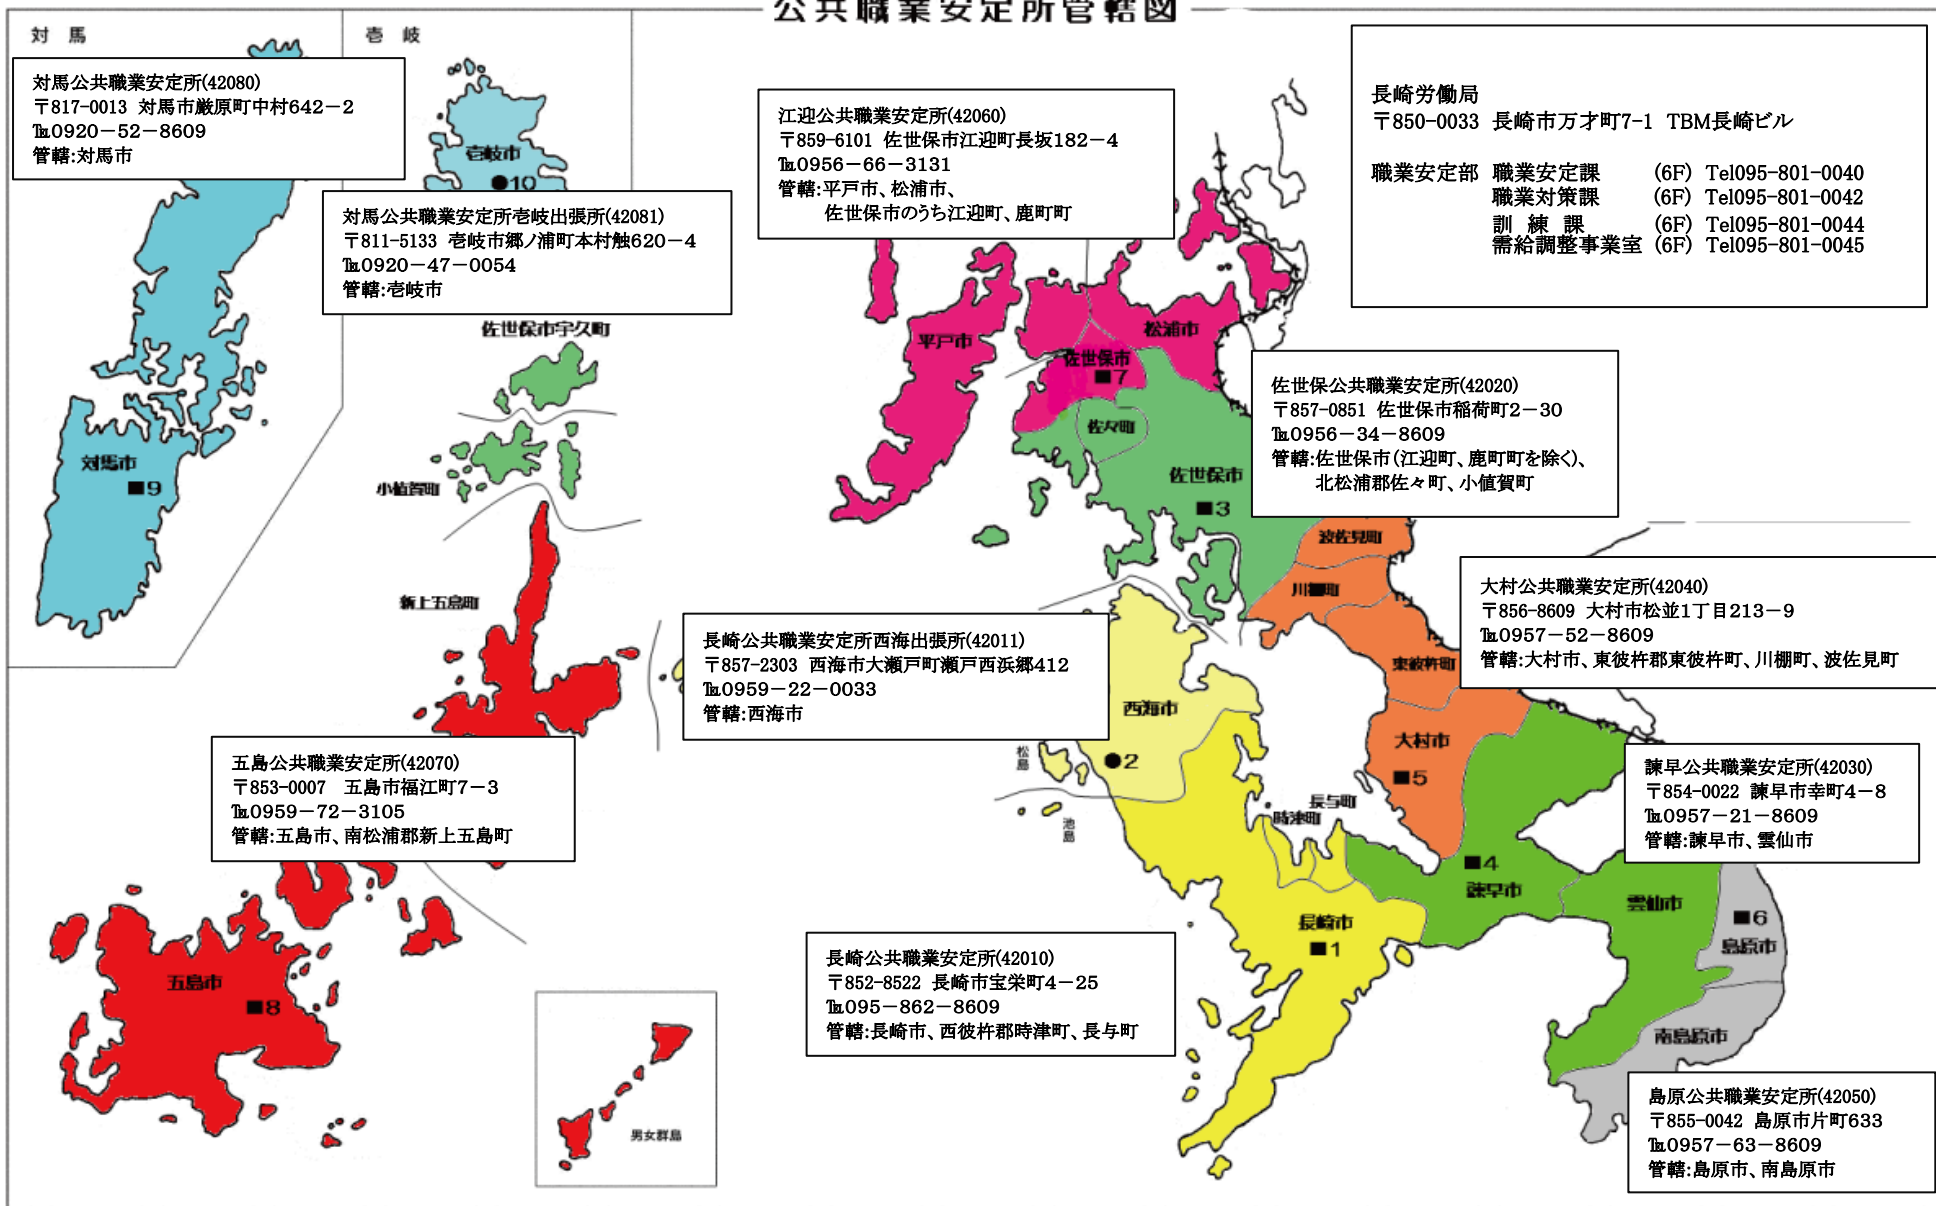 公共職業安定所管轄図
対馬
壱岐
対馬公共職業安定所(42080)
〒817-0013 対馬市厳原町中村642－2
℡0920－52－8609
管轄:対馬市
壱岐市
●10
対馬公共職業安定所壱岐出張所(42081)
〒811-5133 壱岐市郷ノ浦町本村触620－4
℡0920－47－0054
管轄:壱岐市
江迎公共職業安定所(42060)
〒859-6101 佐世保市江迎町長坂182－4
℡0956－66－3131
管轄:平戸市、松浦市、
佐世保市のうち江迎町、鹿町町
長崎労働局
〒850-0033 長崎市万才町7-1 TBM長崎ビル
職業安定部 職業安定課 (6F) Tel095-801-0040
職業対策課 (6F) Tel095-801-0042
訓 練 課 (6F) Tel095-801-0044
需給調整事業室 (6F) Tel095-801-0045
佐世保市宇久町
平戸市
松浦市
佐世保市
■7
佐々町
佐世保公共職業安定所(42020)
〒857-0851 佐世保市稲荷町2－30
℡0956－34－8609
管轄:佐世保市(江迎町、鹿町町を除く)、
北松浦郡佐々町、小値賀町
対馬市
■9
小値賀町
佐世保市
■3
波佐見町
川棚町
新上五島町
大村公共職業安定所(42040)
〒856-8609 大村市松並1丁目213－9
℡0957－52－8609
管轄:大村市、東彼杵郡東彼杵町、川棚町、波佐見町
東彼杵町
長崎公共職業安定所西海出張所(42011)
〒857-2303 西海市大瀬戸町瀬戸西浜郷412
℡0959－22－0033
管轄:西海市
西海市
●2
松島
池島
大村市
■5
五島公共職業安定所(42070)
〒853-0007 五島市福江町7－3
℡0959－72－3105
管轄:五島市、南松浦郡新上五島町
諫早公共職業安定所(42030)
〒854-0022 諫早市幸町4－8
℡0957－21－8609
管轄:諫早市、雲仙市
長与町
時津町
■4
諫早市
雲仙市
■6
島原市
長崎市
■1
五島市
■8
長崎公共職業安定所(42010)
〒852-8522 長崎市宝栄町4－25
℡095－862－8609
管轄:長崎市、西彼杵郡時津町、長与町
南島原市
男女群島
島原公共職業安定所(42050)
〒855-0042 島原市片町633
℡0957－63－8609
管轄:島原市、南島原市